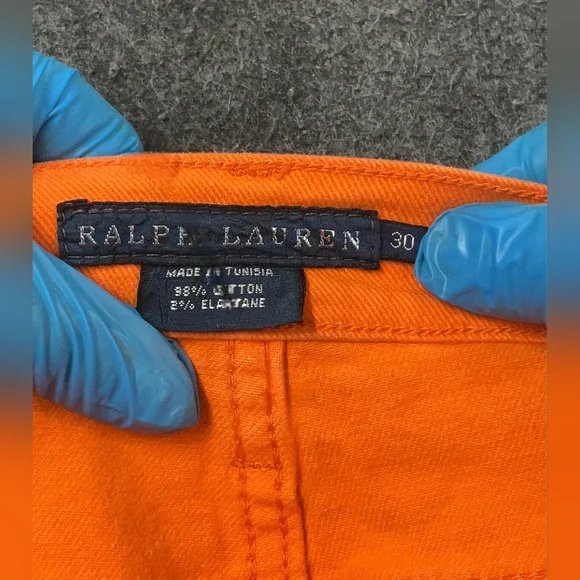 RALPH LAUREN
30
MADE IN TUNISIA
98% COTTON
2% ELASTANE